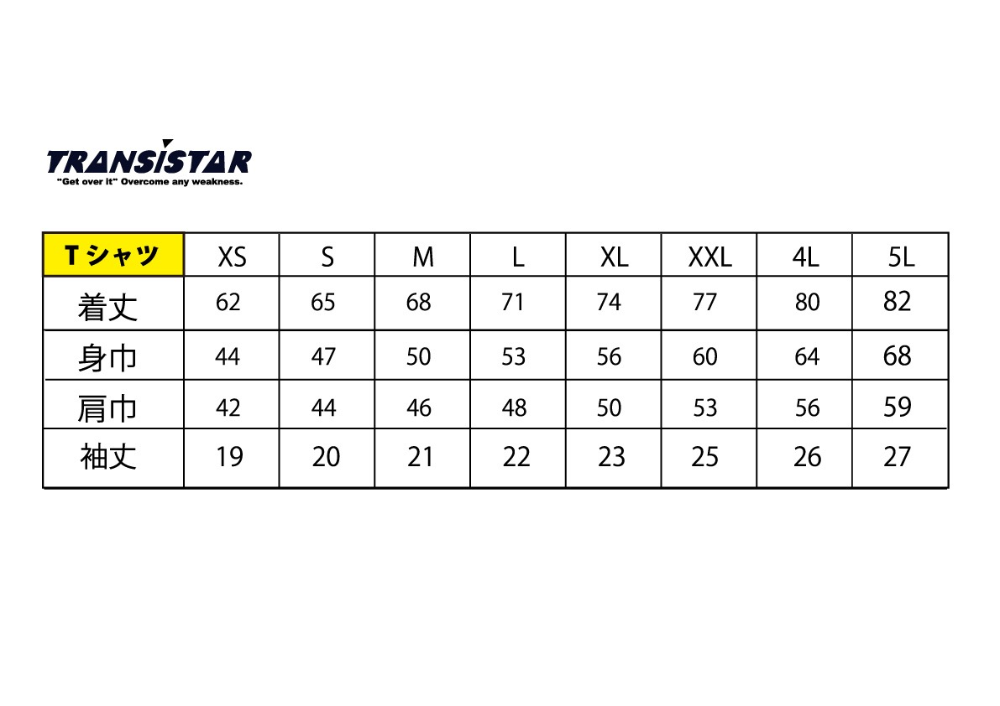 TRANSISTAR
"Get over it" Overcome any weakness.
Tシャツ XS S M L XL XXL 4L 5L
着丈 62 65 68 71 74 77 80 82
身巾 44 47 50 53 56 60 64 68
肩巾 42 44 46 48 50 53 56 59
袖丈 19 20 21 22 23 25 26 27